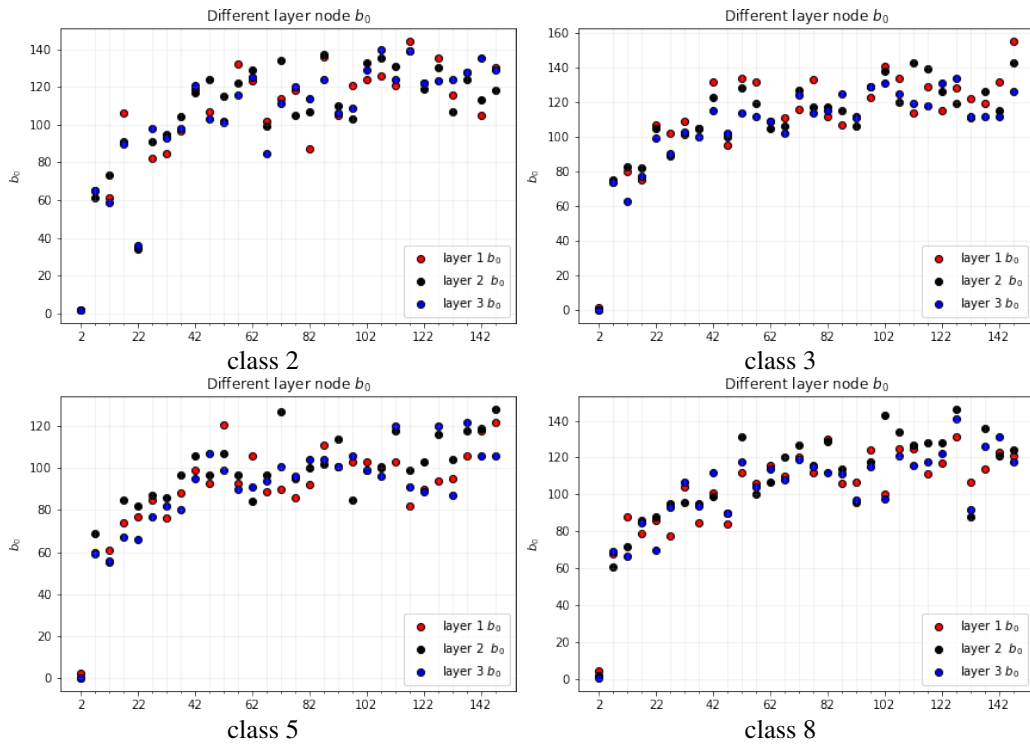 Different layer node b₀
140
120
100
80
60
40
20
0
b₀
layer 1 b₀
layer 2 b₀
layer 3 b₀
2 22 42 62 82 102 122 142
class 2
Different layer node b₀
160
140
120
100
80
60
40
20
0
b₀
layer 1 b₀
layer 2 b₀
layer 3 b₀
2 22 42 62 82 102 122 142
class 3
Different layer node b₀
120
100
80
60
40
20
0
b₀
layer 1 b₀
layer 2 b₀
layer 3 b₀
2 22 42 62 82 102 122 142
class 5
Different layer node b₀
140
120
100
80
60
40
20
0
b₀
layer 1 b₀
layer 2 b₀
layer 3 b₀
2 22 42 62 82 102 122 142
class 8